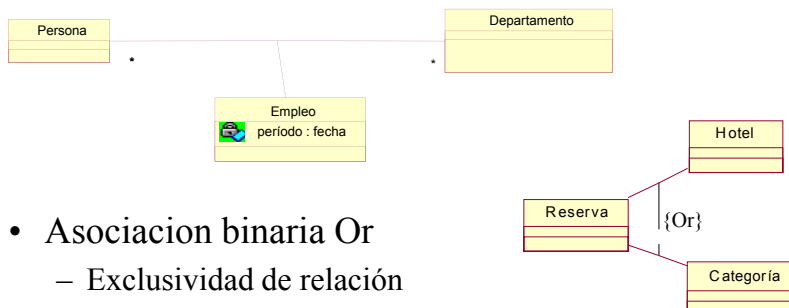 Persona
Departamento
*
*
Empleo
período : fecha
Hotel
Reserva
{Or}
• Asociacion binaria Or
– Exclusividad de relación
Categoría